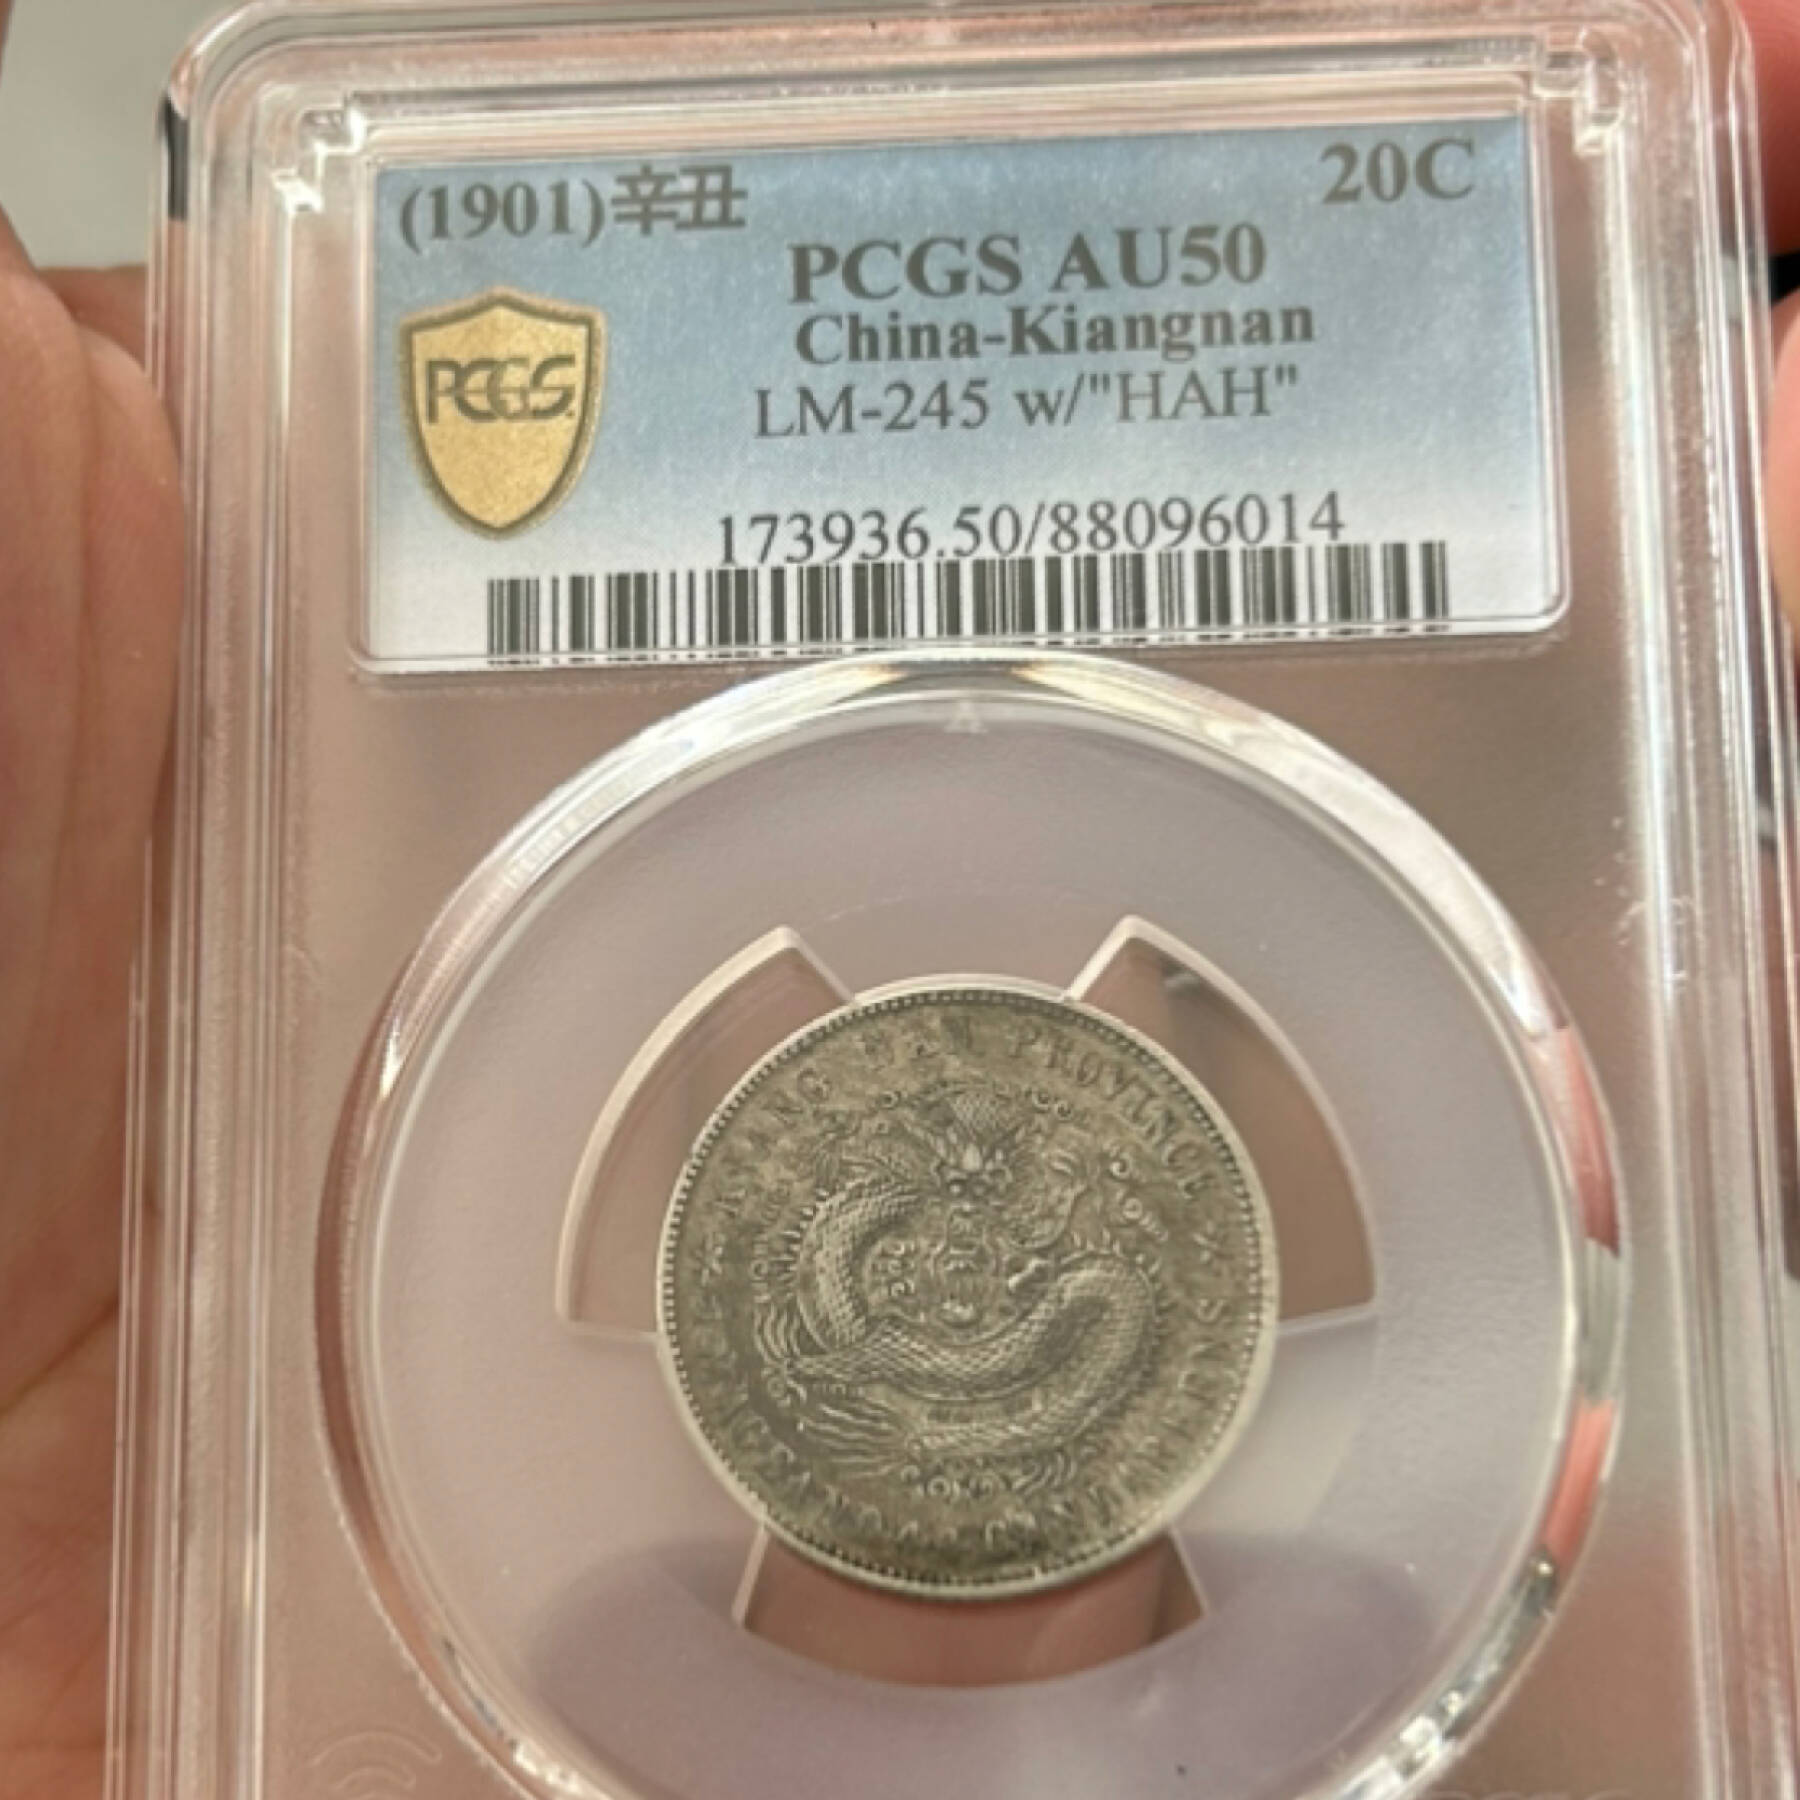 (1901)辛丑 20C
PCGS AU50
China-Kiangnan
PCGS
LM-245 w/"HAH"
173936.50/88096014
KIANG NAN PROVINCE